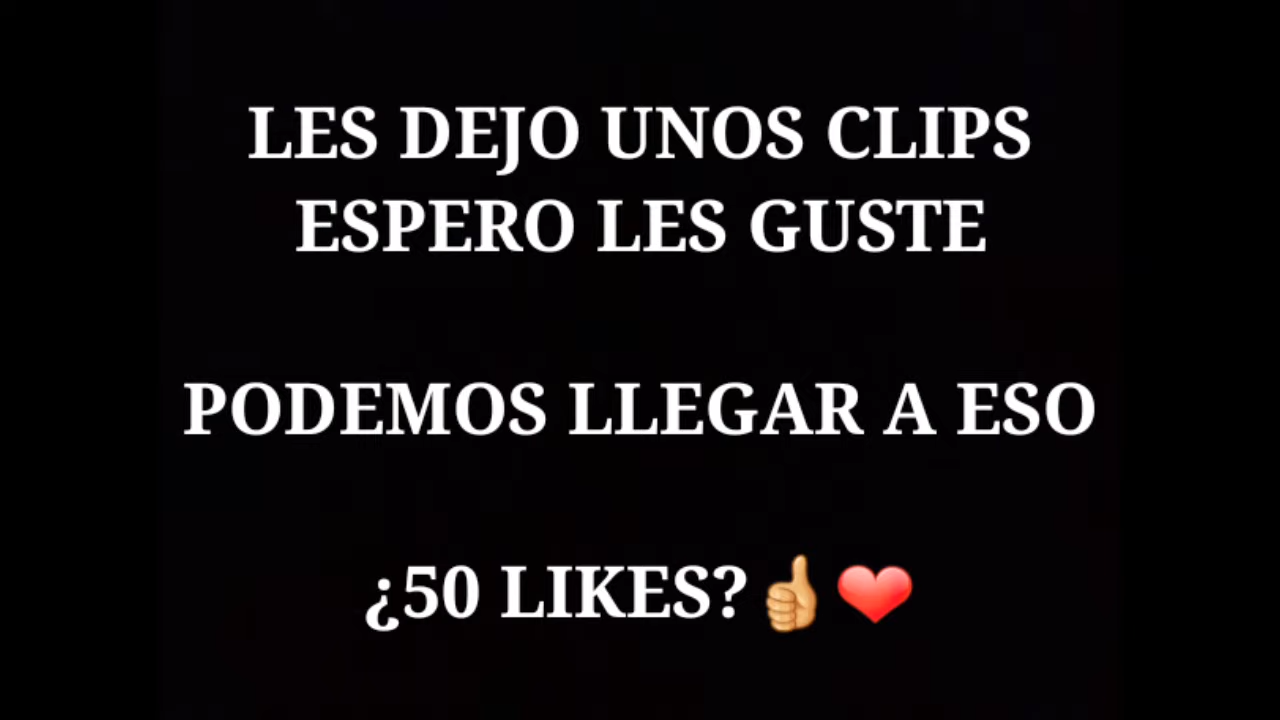 LES DEJO UNOS CLIPS
ESPERO LES GUSTE
PODEMOS LLEGAR A ESO
¿50 LIKES?👍❤